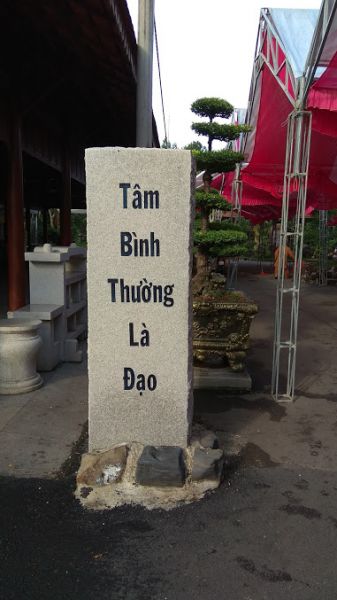 Tâm
Bình
Thường
Là
Đạo